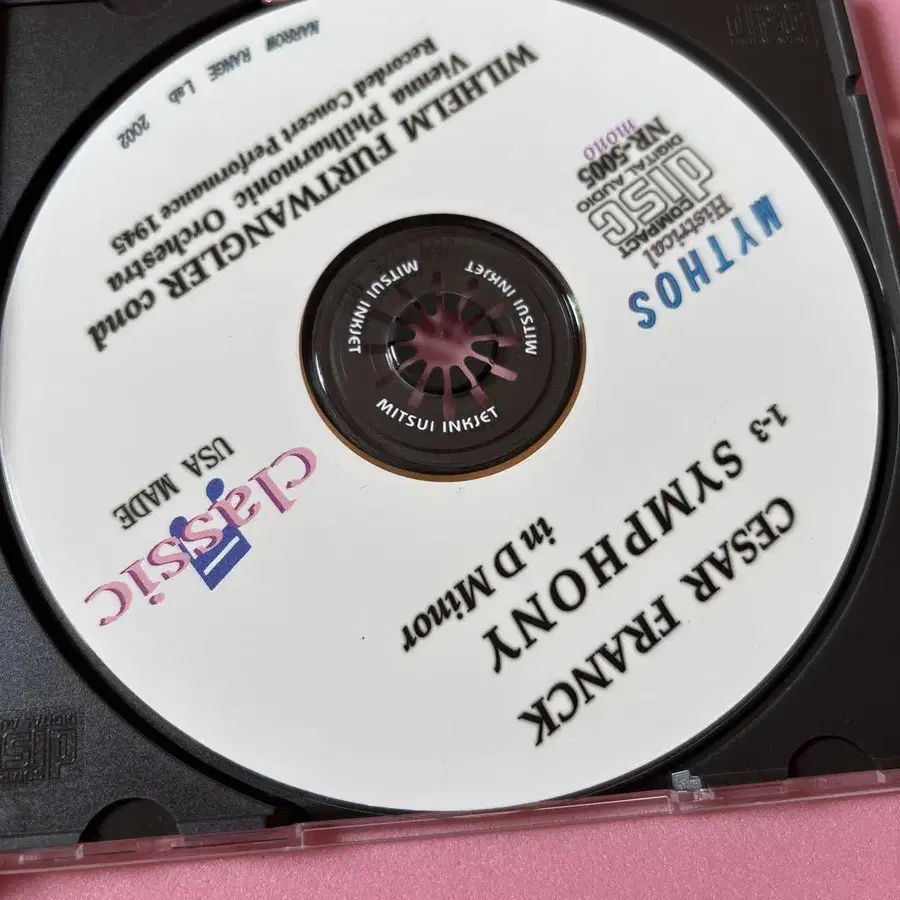 CESAR FRANCK
1-3 SYMPHONY
in D Minor
classic
USA MADE
MYTHOS
Histrical
COMPACT
disc
DIGITAL AUDIO
NR-5005
mono
WILHELM FURTWANGLER cond
Vienna Philharmonic Orchestra
Recorded Concert Performance 1945
NARROW RANGE Lab 2002
MITSUI INKJET
MITSUI INKJET
MITSUI INKJET
disc